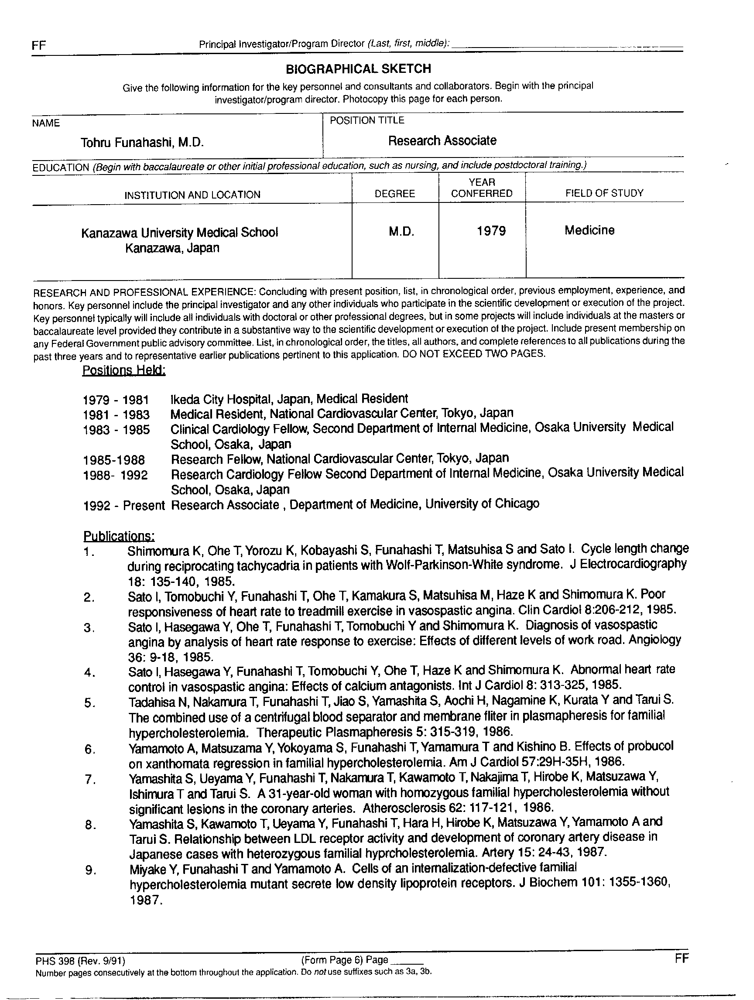 FF
Principal Investigator/Program Director (Last, first, middle):
BIOGRAPHICAL SKETCH
Give the following information for the key personnel and consultants and collaborators. Begin with the principal
investigator/program director. Photocopy this page for each person.
NAME
POSITION TITLE
Tohru Funahashi, M.D.
Research Associate
EDUCATION (Begin with baccalaureate or other initial professional education, such as nursing, and include postdoctoral training.)
INSTITUTION AND LOCATION
DEGREE
YEAR
CONFERRED
FIELD OF STUDY
Kanazawa University Medical School
Kanazawa, Japan
M.D.
1979
Medicine
RESEARCH AND PROFESSIONAL EXPERIENCE: Concluding with present position, list, in chronological order, previous employment, experience, and
honors. Key personnel include the principal investigator and any other individuals who participate in the scientific development or execution of the project.
Key personnel typically will include all individuals with doctoral or other professional degrees, but in some projects will include individuals at the masters or
baccalaureate level provided they contribute in a substantive way to the scientific development or execution of the project. Include present membership on
any Federal Government public advisory committee. List, in chronological order, the titles, all authors, and complete references to all publications during the
past three years and to representative earlier publications pertinent to this application. DO NOT EXCEED TWO PAGES.
Positions Held:
1979 - 1981 Ikeda City Hospital, Japan, Medical Resident
1981 - 1983 Medical Resident, National Cardiovascular Center, Tokyo, Japan
1983 - 1985 Clinical Cardiology Fellow, Second Department of Internal Medicine, Osaka University Medical
School, Osaka, Japan
1985-1988 Research Fellow, National Cardiovascular Center, Tokyo, Japan
1988- 1992 Research Cardiology Fellow Second Department of Internal Medicine, Osaka University Medical
School, Osaka, Japan
1992 - Present Research Associate , Department of Medicine, University of Chicago
Publications:
1. Shimomura K, Ohe T, Yorozu K, Kobayashi S, Funahashi T, Matsuhisa S and Sato I. Cycle length change
during reciprocating tachycadria in patients with Wolf-Parkinson-White syndrome. J Electrocardiography
18: 135-140, 1985.
2. Sato I, Tomobuchi Y, Funahashi T, Ohe T, Kamakura S, Matsuhisa M, Haze K and Shimomura K. Poor
responsiveness of heart rate to treadmill exercise in vasospastic angina. Clin Cardiol 8:206-212, 1985.
3. Sato I, Hasegawa Y, Ohe T, Funahashi T, Tomobuchi Y and Shimomura K. Diagnosis of vasospastic
angina by analysis of heart rate response to exercise: Effects of different levels of work road. Angiology
36: 9-18, 1985.
4. Sato I, Hasegawa Y, Funahashi T, Tomobuchi Y, Ohe T, Haze K and Shimomura K. Abnormal heart rate
control in vasospastic angina: Effects of calcium antagonists. Int J Cardiol 8: 313-325, 1985.
5. Tadahisa N, Nakamura T, Funahashi T, Jiao S, Yamashita S, Aochi H, Nagamine K, Kurata Y and Tarui S.
The combined use of a centrifugal blood separator and membrane fliter in plasmapheresis for familial
hypercholesterolemia. Therapeutic Plasmapheresis 5: 315-319, 1986.
6. Yamamoto A, Matsuzama Y, Yokoyama S, Funahashi T, Yamamura T and Kishino B. Effects of probucol
on xanthomata regression in familial hypercholesterolemia. Am J Cardiol 57:29H-35H, 1986.
7. Yamashita S, Ueyama Y, Funahashi T, Nakamura T, Kawamoto T, Nakajima T, Hirobe K, Matsuzawa Y,
Ishimura T and Tarui S. A 31-year-old woman with homozygous familial hypercholesterolemia without
significant lesions in the coronary arteries. Atherosclerosis 62: 117-121, 1986.
8. Yamashita S, Kawamoto T, Ueyama Y, Funahashi T, Hara H, Hirobe K, Matsuzawa Y, Yamamoto A and
Tarui S. Relationship between LDL receptor activity and development of coronary artery disease in
Japanese cases with heterozygous familial hyprcholesterolemia. Artery 15: 24-43, 1987.
9. Miyake Y, Funahashi T and Yamamoto A. Cells of an internalization-defective familial
hypercholesterolemia mutant secrete low density lipoprotein receptors. J Biochem 101: 1355-1360,
1987.
PHS 398 (Rev. 9/91)
(Form Page 6) Page
FF
Number pages consecutively at the bottom throughout the application. Do not use suffixes such as 3a, 3b.